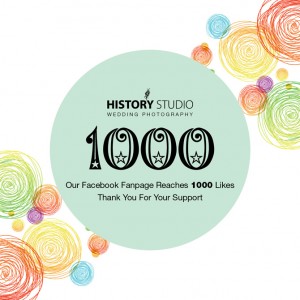 HISTORY STUDIO
WEDDING PHOTOGRAPHY
1000
Our Facebook Fanpage Reaches 1000 Likes
Thank You For Your Support